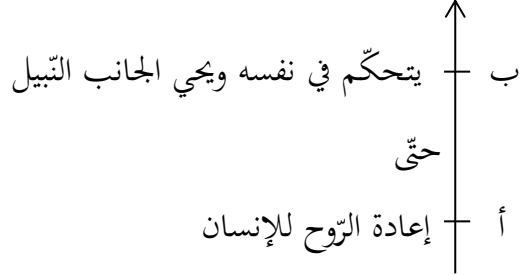 ب يتحكّم في نفسه ويحي الجانب النّبيل
حتّى
أ إعادة الرّوح للإنسان